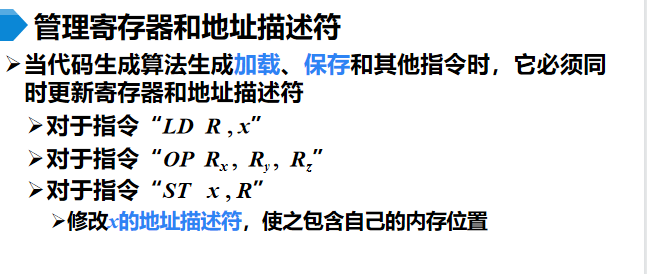 管理寄存器和地址描述符
➢当代码生成算法生成加载、保存和其他指令时，它必须同
时更新寄存器和地址描述符
➢对于指令“LD R , x”
➢对于指令“OP Rx , Ry , Rz”
➢对于指令“ST x , R”
➢修改x的地址描述符，使之包含自己的内存位置